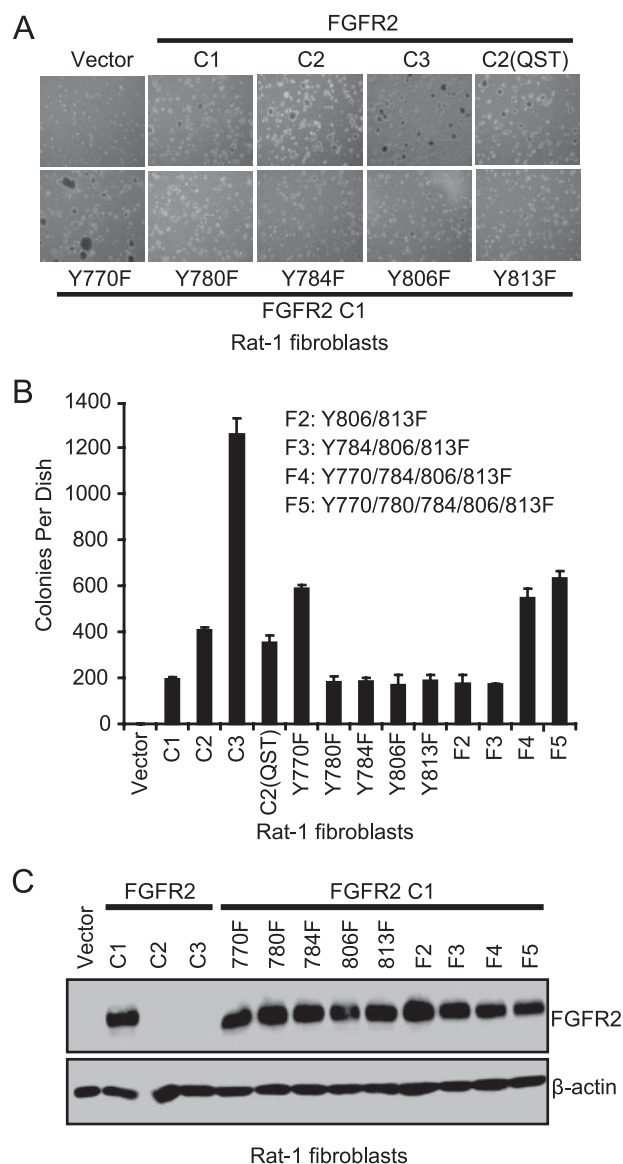 A
FGFR2
Vector C1 C2 C3 C2(QST)
Y770F Y780F Y784F Y806F Y813F
FGFR2 C1
Rat-1 fibroblasts
B
Colonies Per Dish
1400
1200
1000
800
600
400
200
0
F2: Y806/813F
F3: Y784/806/813F
F4: Y770/784/806/813F
F5: Y770/780/784/806/813F
Vector C1 C2 C3 C2(QST) Y770F Y780F Y784F Y806F Y813F F2 F3 F4 F5
Rat-1 fibroblasts
C
FGFR2 FGFR2 C1
Vector C1 C2 C3 770F 780F 784F 806F 813F F2 F3 F4 F5
FGFR2
β-actin
Rat-1 fibroblasts